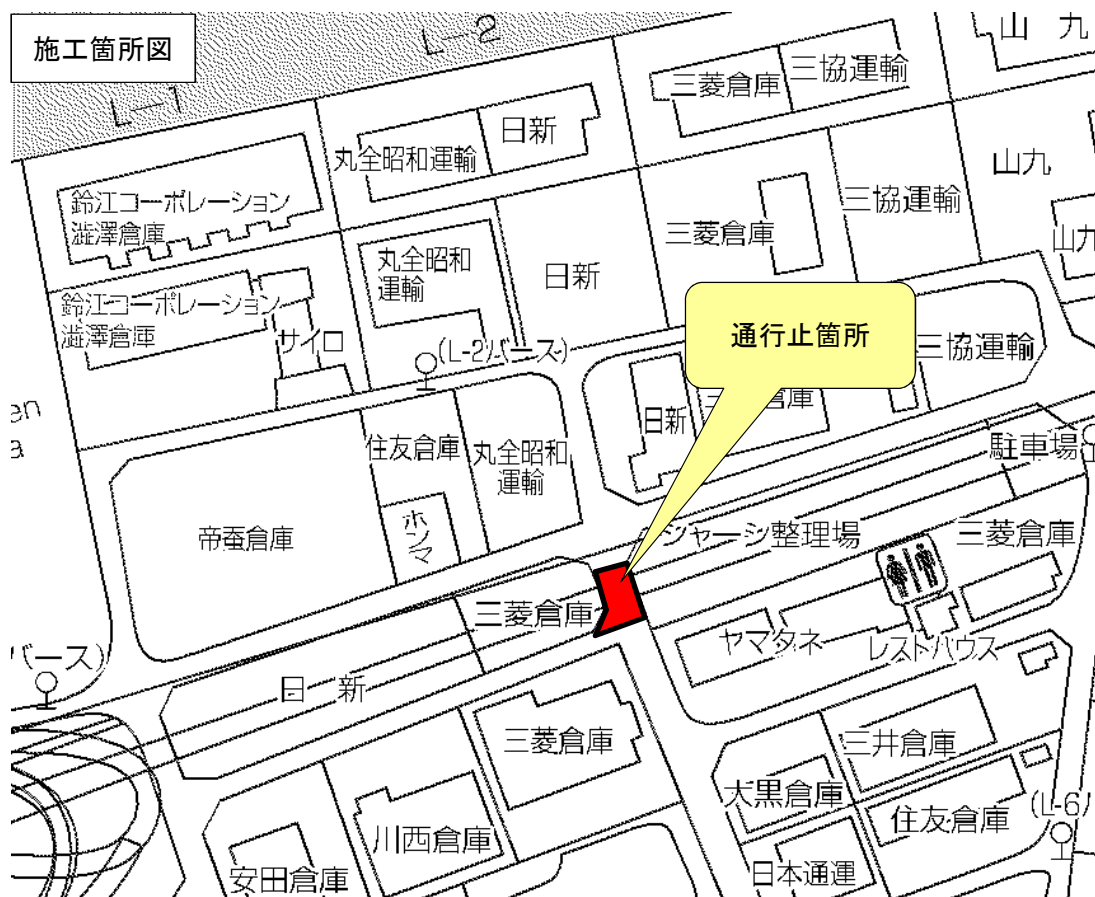 施工箇所図
L-1
L-2
山九
三菱倉庫
三協運輸
日新
丸全昭和運輸
山九
鈴江コーポレーション
澁澤倉庫
三協運輸
三菱倉庫
山九
丸全昭和
運輸
日新
鈴江コーポレーション
澁澤倉庫
サイロ
(L-2バース)
通行止箇所
三協運輸
倉庫
日新
住友倉庫
丸全昭和
運輸
駐車場
ホンマ
帝蚕倉庫
シャーシ整理場
三菱倉庫
三菱倉庫
ヤマタネ
レストハウス
バース)
日新
三菱倉庫
三井倉庫
大黒倉庫
住友倉庫
(L-6バ
川西倉庫
安田倉庫
日本通運